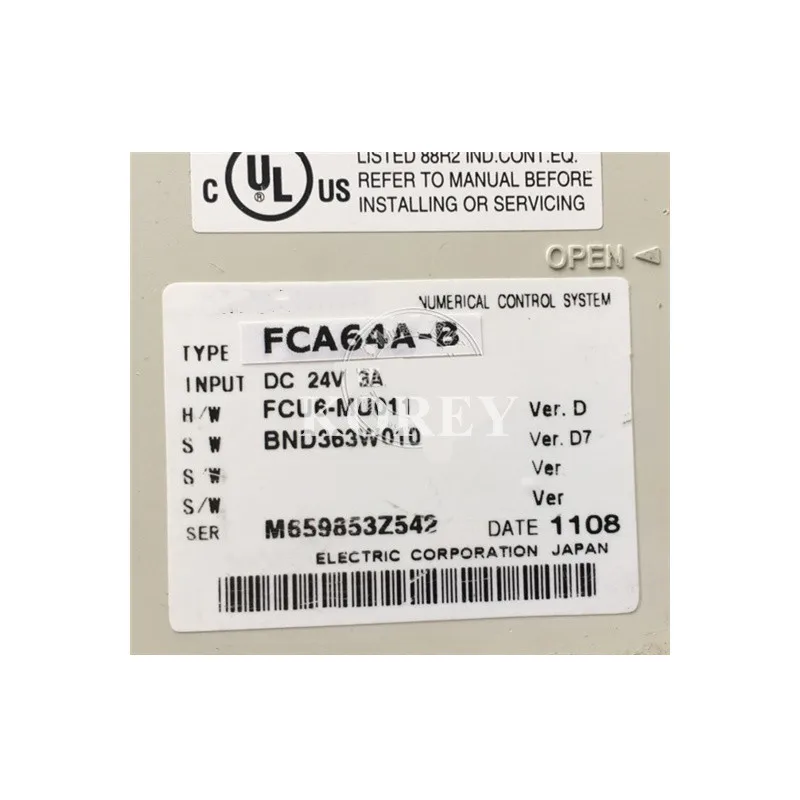 LISTED 88R2 IND.CONT.EQ.
C UL ® US REFER TO MANUAL BEFORE
INSTALLING OR SERVICING
OPEN
NUMERICAL CONTROL SYSTEM
TYPE FCA64A-B
INPUT DC 24V 3A
H/W FCU6-MU011 Ver. D
S W BND363W010 Ver. D7
S W Ver
S/W Ver
SER M659853Z542 DATE 1108
ELECTRIC CORPORATION JAPAN
KOREY